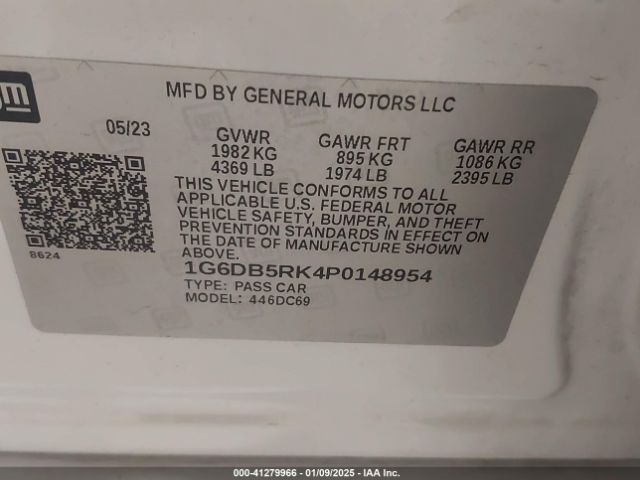 gm
MFD BY GENERAL MOTORS LLC
05/23
GVWR
1982 KG
4369 LB
GAWR FRT
895 KG
1974 LB
GAWR RR
1086 KG
2395 LB
THIS VEHICLE CONFORMS TO ALL
APPLICABLE U.S. FEDERAL MOTOR
VEHICLE SAFETY, BUMPER, AND THEFT
PREVENTION STANDARDS IN EFFECT ON
THE DATE OF MANUFACTURE SHOWN
ABOVE.
8624
1G6DB5RK4P0148954
TYPE: PASS CAR
MODEL: 446DC69
000-41279966 - 01/09/2025 - IAA Inc.